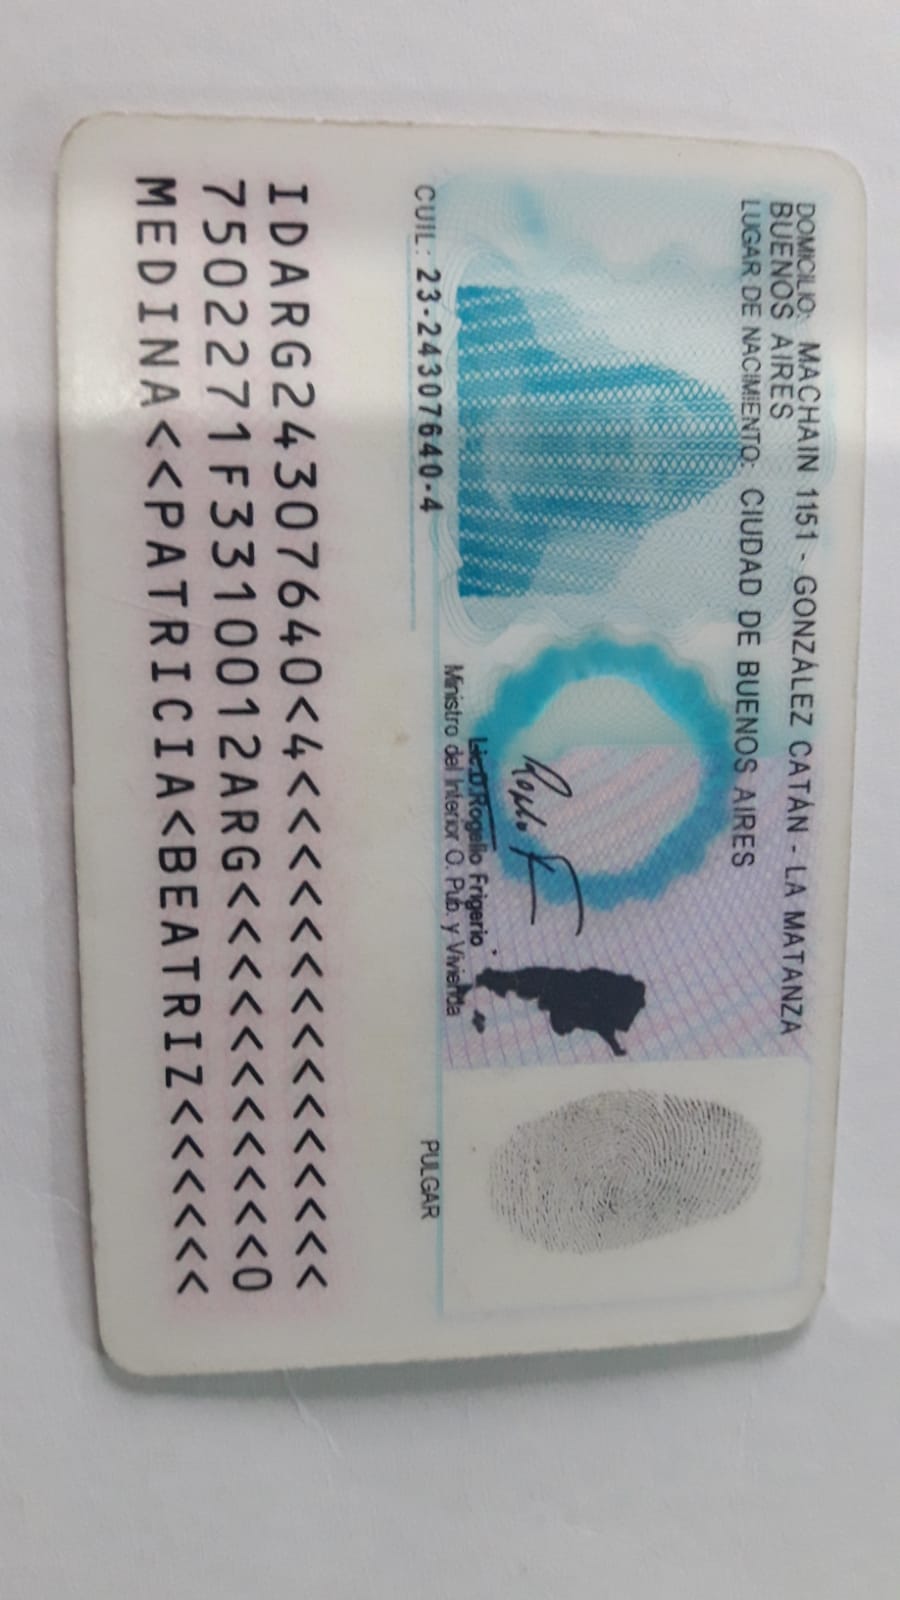 DOMICILIO: MACHAIN 1151 - GONZÁLEZ CATÁN - LA MATANZA
BUENOS AIRES
LUGAR DE NACIMIENTO: CIUDAD DE BUENOS AIRES
Lic. Rogelio Frigerio
Ministro del Interior O. Pub. y Vivienda
CUIL: 23-24307640-4
PULGAR
IDARG24307640<4<<<<<<<<<<<<<<<
7502271F3310012ARG<<<<<<<<<<<0
MEDINA<<PATRICIA<BEATRIZ<<<<<<